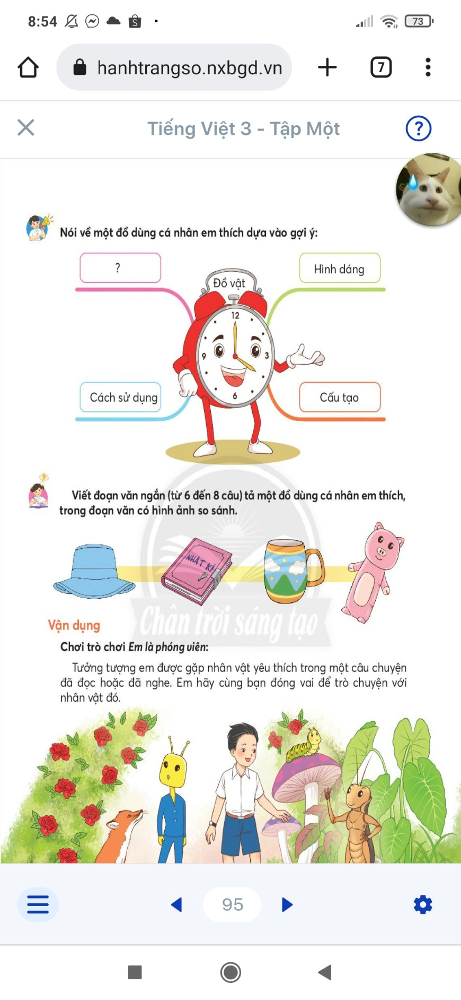 8:54
73
hanhtrangso.nxbgd.vn
7
Tiếng Việt 3 - Tập Một
?
Nói về một đồ dùng cá nhân em thích dựa vào gợi ý:
?
Hình dáng
Đồ vật
12
9
3
6
Cách sử dụng
Cấu tạo
Viết đoạn văn ngắn (từ 6 đến 8 câu) tả một đồ dùng cá nhân em thích,
trong đoạn văn có hình ảnh so sánh.
NHẬT KÍ
Chân trời sáng tạo
Vận dụng
Chơi trò chơi Em là phóng viên:
Tưởng tượng em được gặp nhân vật yêu thích trong một câu chuyện
đã đọc hoặc đã nghe. Em hãy cùng bạn đóng vai để trò chuyện với
nhân vật đó.
95